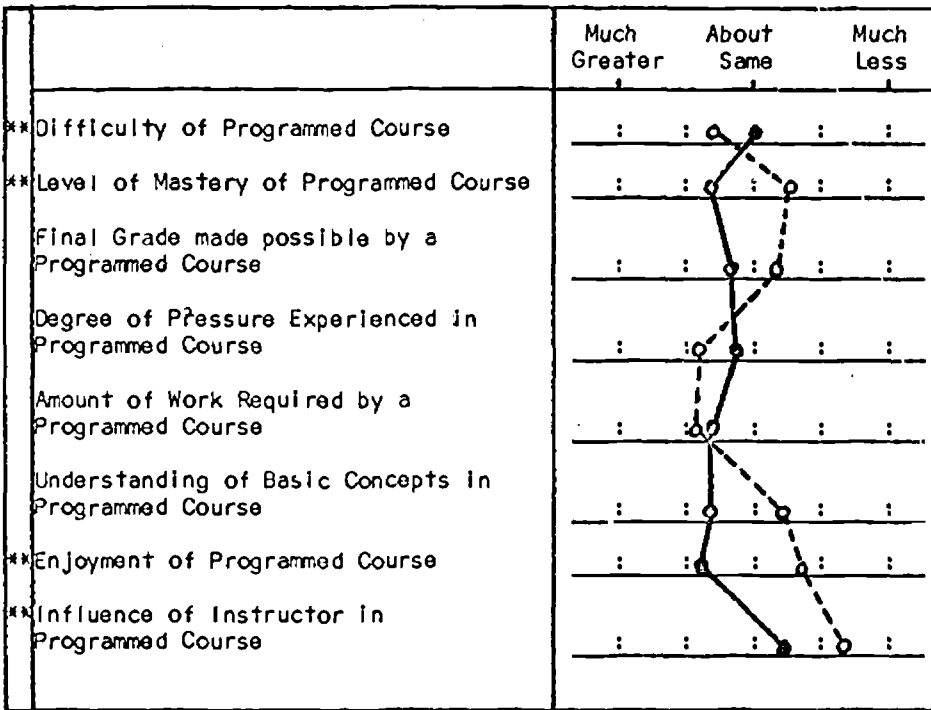 Much About Much
Greater Same Less
** Difficulty of Programmed Course
** Level of Mastery of Programmed Course
Final Grade made possible by a
Programmed Course
Degree of Pressure Experienced in
Programmed Course
Amount of Work Required by a
Programmed Course
Understanding of Basic Concepts in
Programmed Course
** Enjoyment of Programmed Course
** Influence of Instructor in
Programmed Course